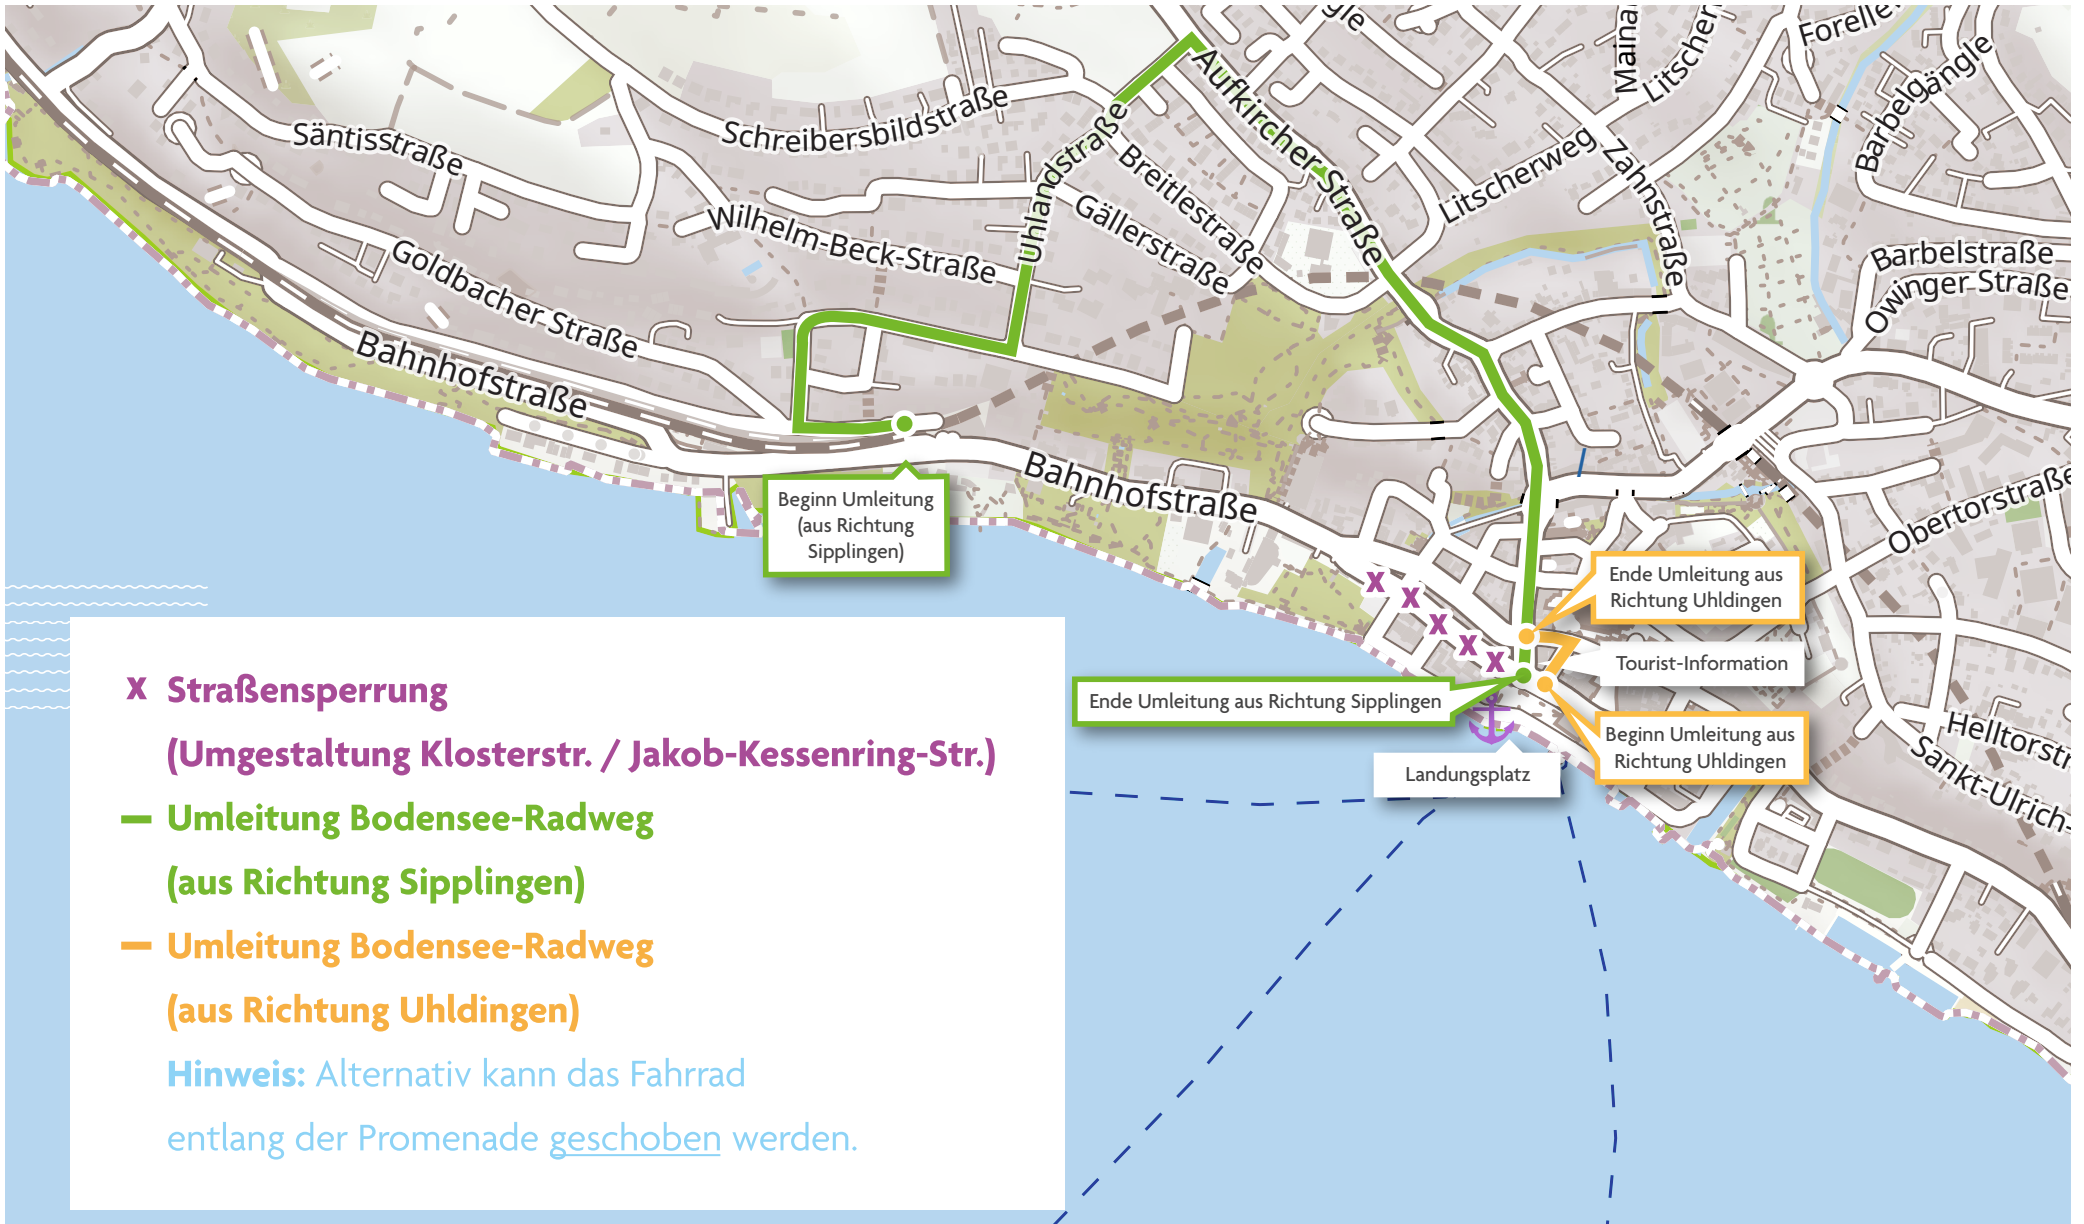 Säntisstraße
Schreibersbildstraße
Aufkircher Straße
Uhlandstraße
Breitlestraße
Gällerstraße
Wilhelm-Beck-Straße
Goldbacher Straße
Bahnhofstraße
Bahnhofstraße
Litscherweg
Zahnstraße
Maina
Litscher
Forelle
gle
Barbelgängle
Barbelstraße
Owinger Straße
Obertorstraße
Helltorstr
Sankt-Ulrich-
Beginn Umleitung
(aus Richtung
Sipplingen)
Ende Umleitung aus
Richtung Uhldingen
Tourist-Information
Ende Umleitung aus Richtung Sipplingen
Beginn Umleitung aus
Richtung Uhldingen
Landungsplatz
x x x x x
x Straßensperrung
(Umgestaltung Klosterstr. / Jakob-Kessenring-Str.)
Umleitung Bodensee-Radweg
(aus Richtung Sipplingen)
Umleitung Bodensee-Radweg
(aus Richtung Uhldingen)
Hinweis: Alternativ kann das Fahrrad
entlang der Promenade geschoben werden.